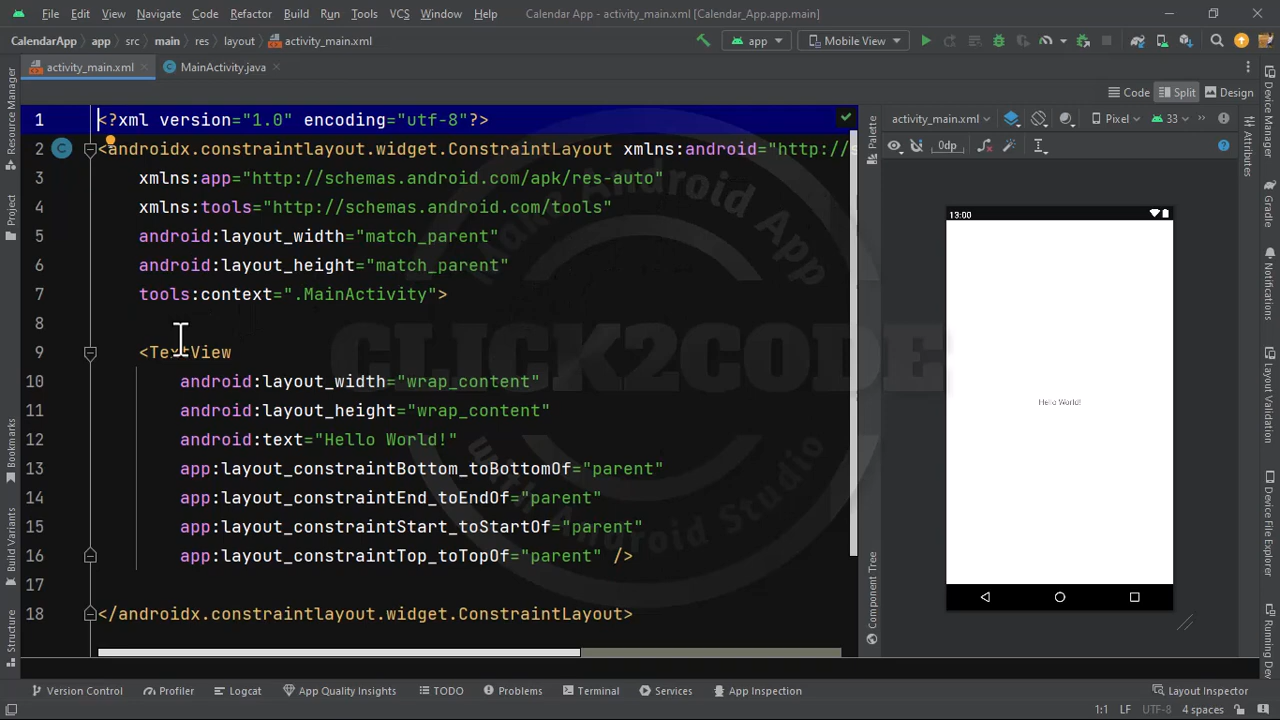 File Edit View Navigate Code Refactor Build Run Tools VCS Window Help Calendar App - activity_main.xml [Calendar_App.app.main]
CalendarApp app src main res layout activity_main.xml app Mobile View
activity_main.xml MainActivity.java
Code Split Design
1 <?xml version="1.0" encoding="utf-8"?>
2 <androidx.constraintlayout.widget.ConstraintLayout xmlns:android="http://s
3 xmlns:app="http://schemas.android.com/apk/res-auto"
4 xmlns:tools="http://schemas.android.com/tools"
5 android:layout_width="match_parent"
6 android:layout_height="match_parent"
7 tools:context=".MainActivity">
8
9 <TextView
10 android:layout_width="wrap_content"
11 android:layout_height="wrap_content"
12 android:text="Hello World!"
13 app:layout_constraintBottom_toBottomOf="parent"
14 app:layout_constraintEnd_toEndOf="parent"
15 app:layout_constraintStart_toStartOf="parent"
16 app:layout_constraintTop_toTopOf="parent" />
17
18 </androidx.constraintlayout.widget.ConstraintLayout>
activity_main.xml Pixel 33
0dp
13:00
Hello World!
Resource Manager
Project
Bookmarks
Build Variants
Structure
Palette
Component Tree
Attributes
Device Manager
Gradle
Notifications
Layout Validation
Device File Explorer
Running Dev
Make Android App
CLICK2CODE
with Android Studio
Version Control Profiler Logcat App Quality Insights TODO Problems Terminal Services App Inspection Layout Inspector
1:1 LF UTF-8 4 spaces